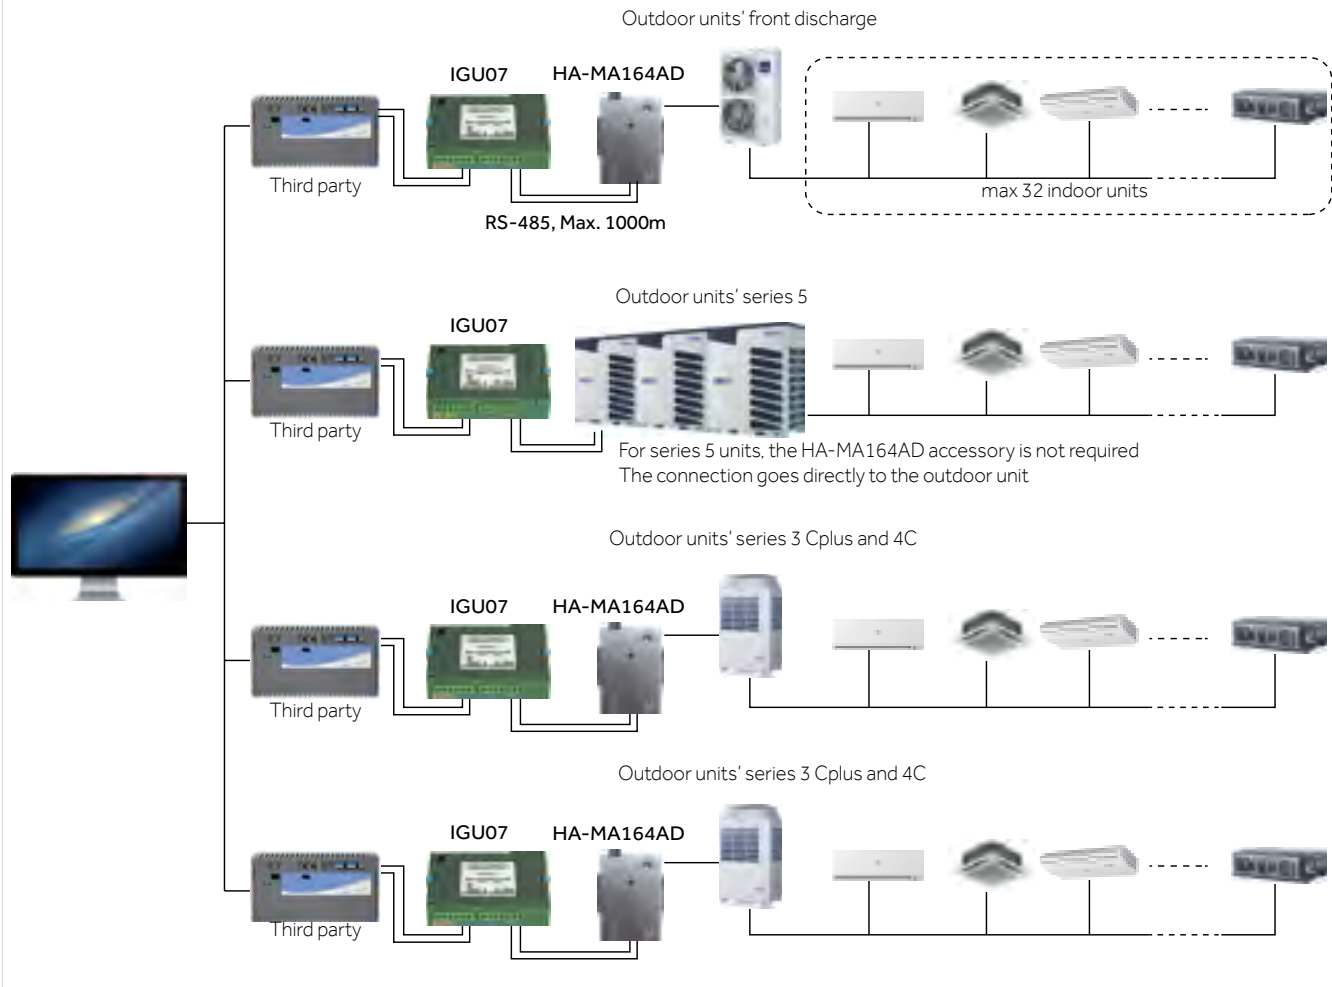 Outdoor units' front discharge
IGU07
HA-MA164AD
Third party
max 32 indoor units
RS-485, Max. 1000m
Outdoor units' series 5
IGU07
Third party
For series 5 units, the HA-MA164AD accessory is not required
The connection goes directly to the outdoor unit
Outdoor units' series 3 Cplus and 4C
IGU07
HA-MA164AD
Third party
Outdoor units' series 3 Cplus and 4C
IGU07
HA-MA164AD
Third party